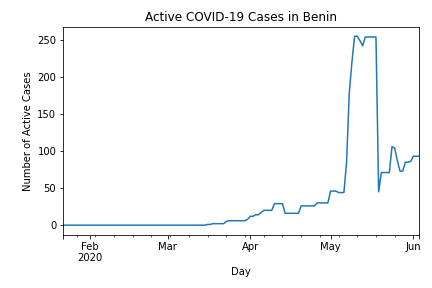 Active COVID-19 Cases in Benin
Number of Active Cases
250
200
150
100
50
0
Feb
2020
Mar
Apr
May
Jun
Day